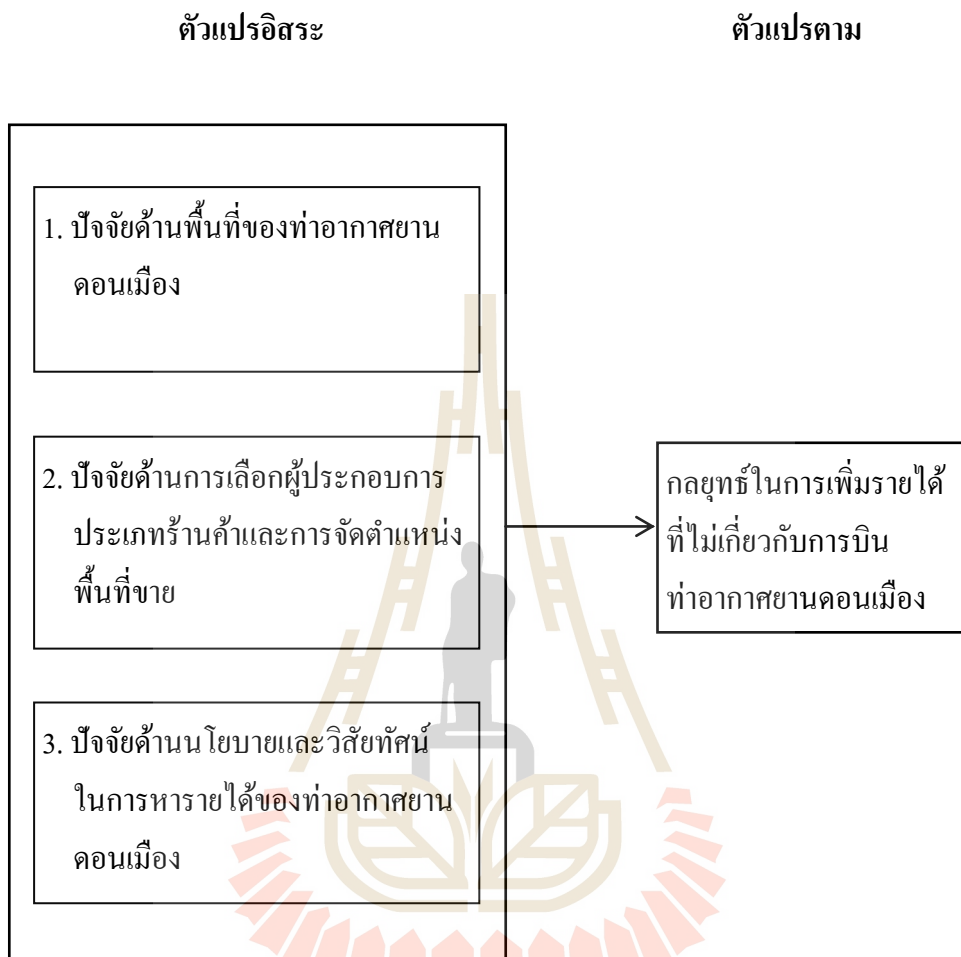 ตัวแปรอิสระ
ตัวแปรตาม
1. ปัจจัยด้านพื้นที่ของท่าอากาศยาน
ดอนเมือง
2. ปัจจัยด้านการเลือกผู้ประกอบการ
ประเภทร้านค้าและการจัดตำแหน่ง
พื้นที่ขาย
3. ปัจจัยด้านนโยบายและวิสัยทัศน์
ในการหารายได้ของท่าอากาศยาน
ดอนเมือง
กลยุทธ์ในการเพิ่มรายได้
ที่ไม่เกี่ยวกับการบิน
ท่าอากาศยานดอนเมือง